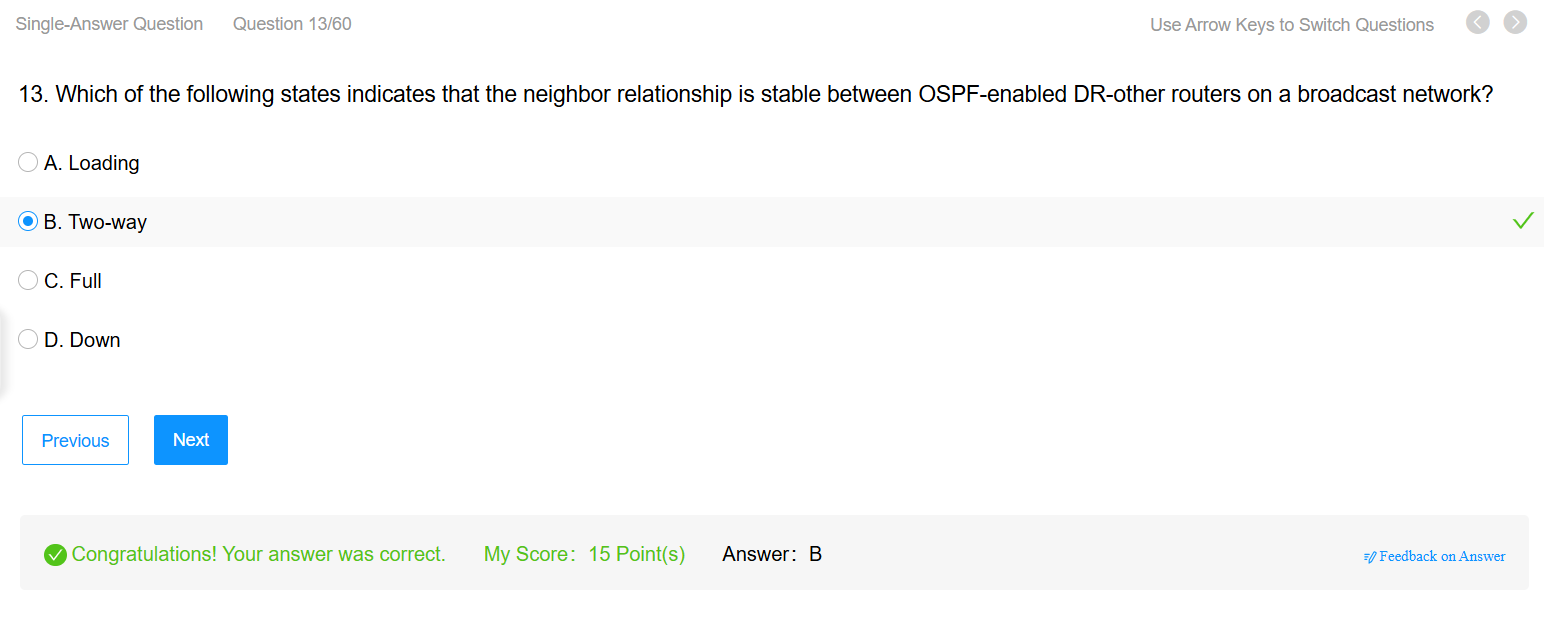 Single-Answer Question Question 13/60 Use Arrow Keys to Switch Questions
13. Which of the following states indicates that the neighbor relationship is stable between OSPF-enabled DR-other routers on a broadcast network?
A. Loading
B. Two-way
C. Full
D. Down
Previous Next
Congratulations! Your answer was correct. My Score： 15 Point(s) Answer： B Feedback on Answer